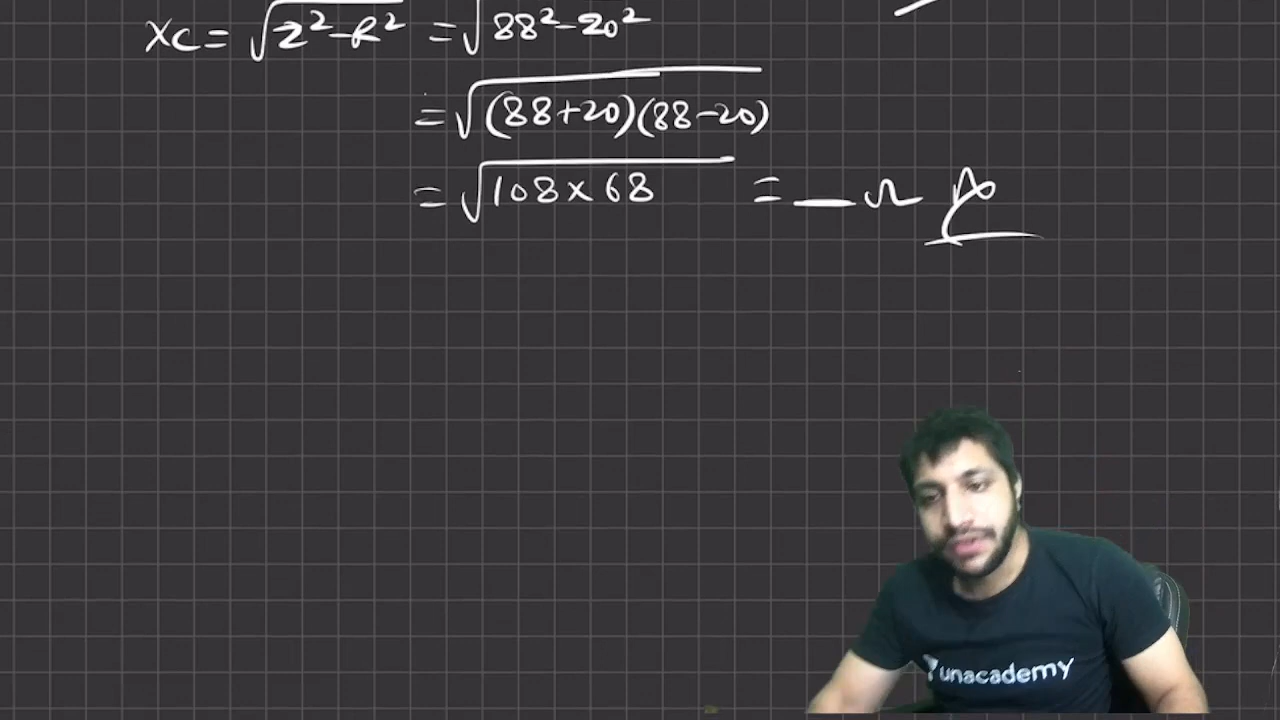 XC = √Z²-R² = √88²-20²
= √(88+20)(88-20)
= √108×68 = __ Ω
unacademy